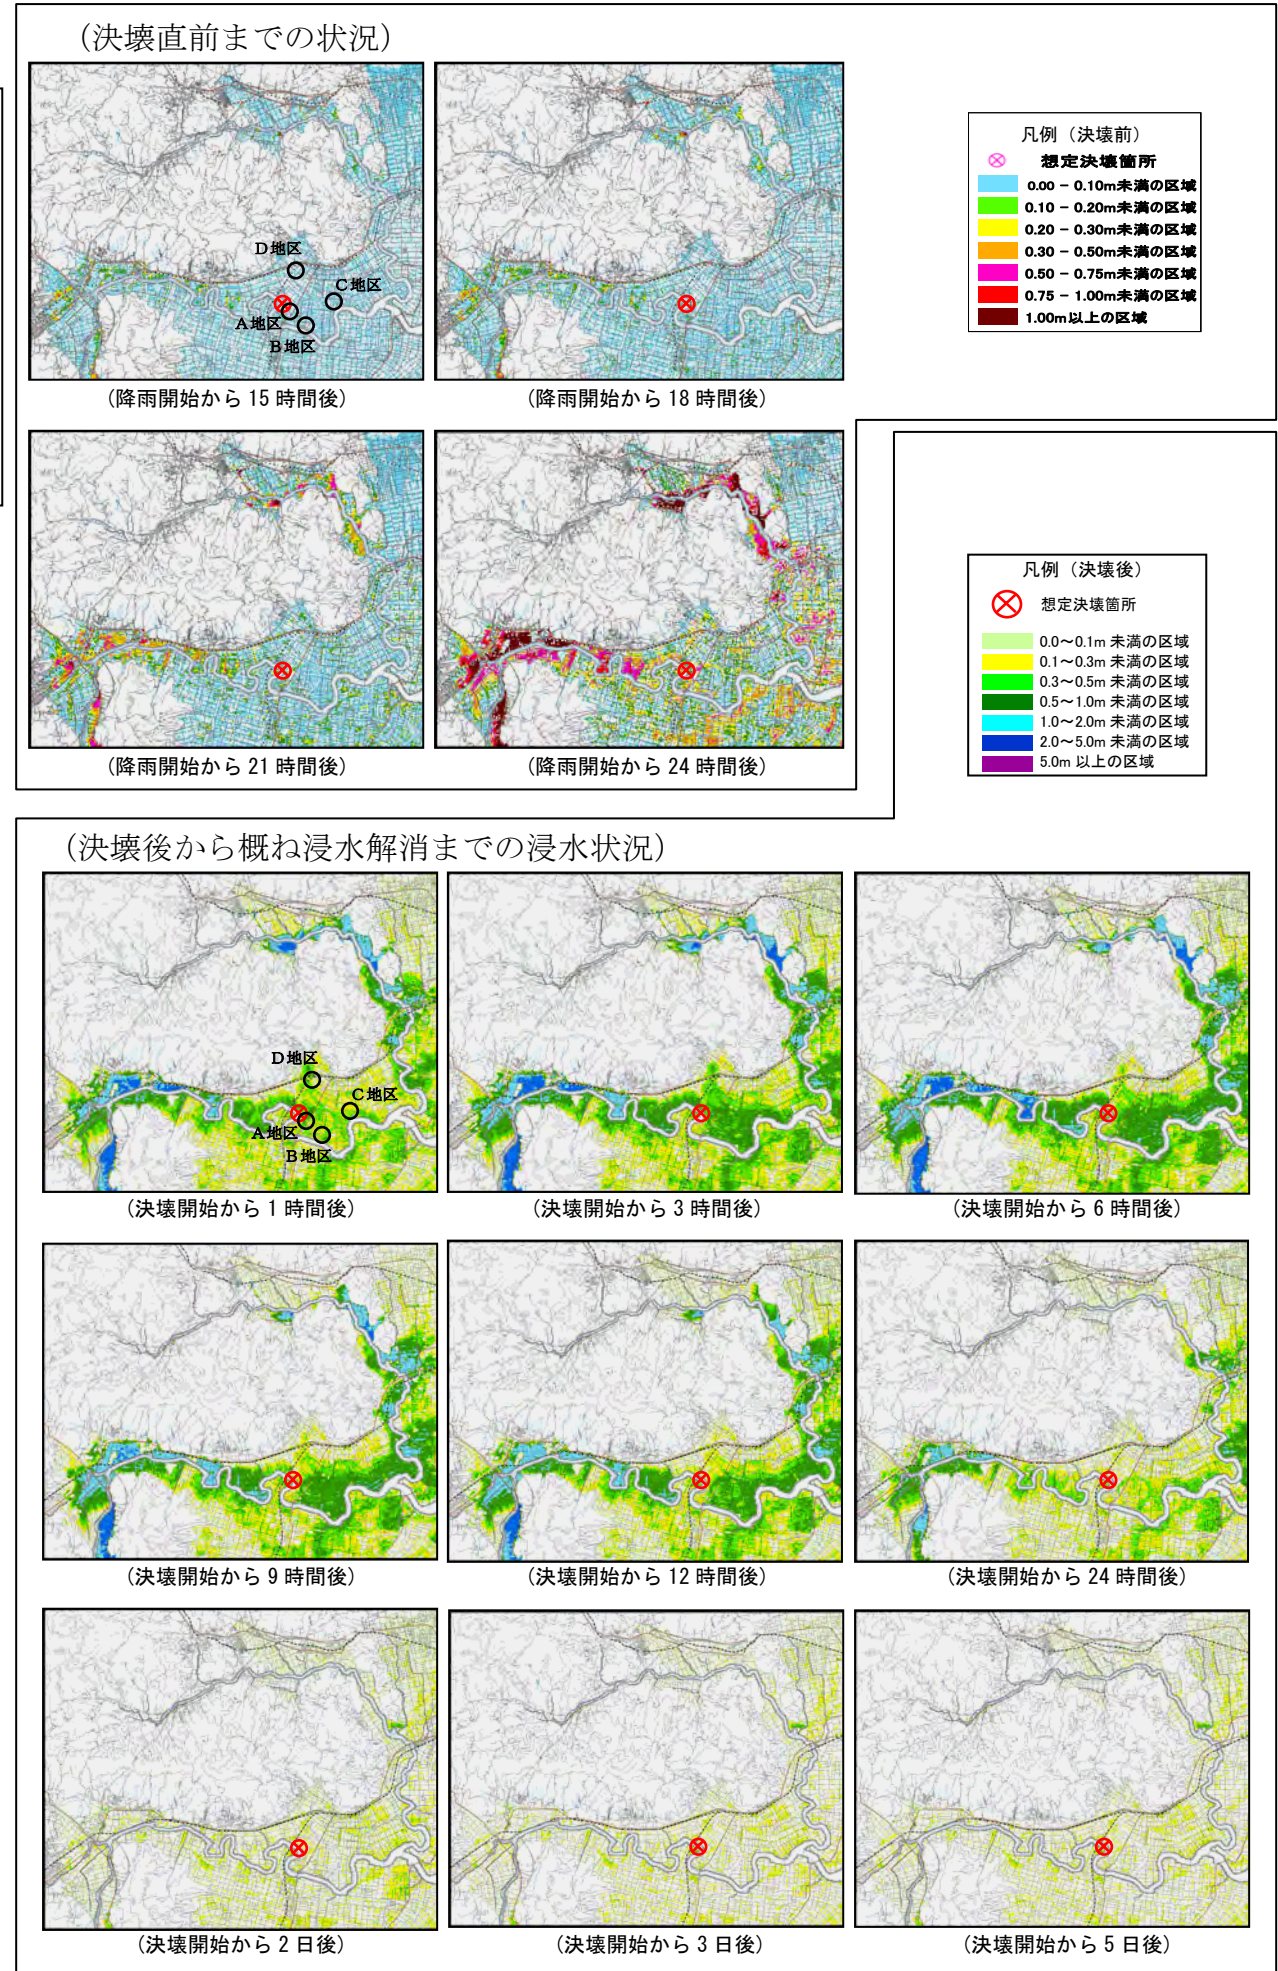 （決壊直前までの状況）
D地区
C地区
A地区
B地区
（降雨開始から 15 時間後）
（降雨開始から 18 時間後）
凡例（決壊前）
想定決壊箇所
0.00 － 0.10m未満の区域
0.10 － 0.20m未満の区域
0.20 － 0.30m未満の区域
0.30 － 0.50m未満の区域
0.50 － 0.75m未満の区域
0.75 － 1.00m未満の区域
1.00m以上の区域
（降雨開始から 21 時間後）
（降雨開始から 24 時間後）
凡例（決壊後）
想定決壊箇所
0.0～0.1m 未満の区域
0.1～0.3m 未満の区域
0.3～0.5m 未満の区域
0.5～1.0m 未満の区域
1.0～2.0m 未満の区域
2.0～5.0m 未満の区域
5.0m 以上の区域
（決壊後から概ね浸水解消までの浸水状況）
D地区
C地区
A地区
B地区
（決壊開始から 1 時間後）
（決壊開始から 3 時間後）
（決壊開始から 6 時間後）
（決壊開始から 9 時間後）
（決壊開始から 12 時間後）
（決壊開始から 24 時間後）
（決壊開始から 2 日後）
（決壊開始から 3 日後）
（決壊開始から 5 日後）